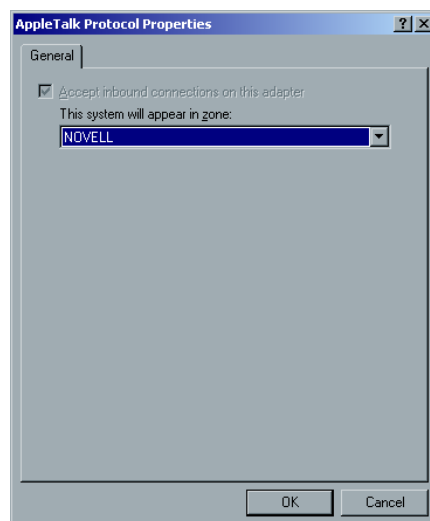 AppleTalk Protocol Properties
General
Accept inbound connections on this adapter
This system will appear in zone:
NOVELL
OK
Cancel